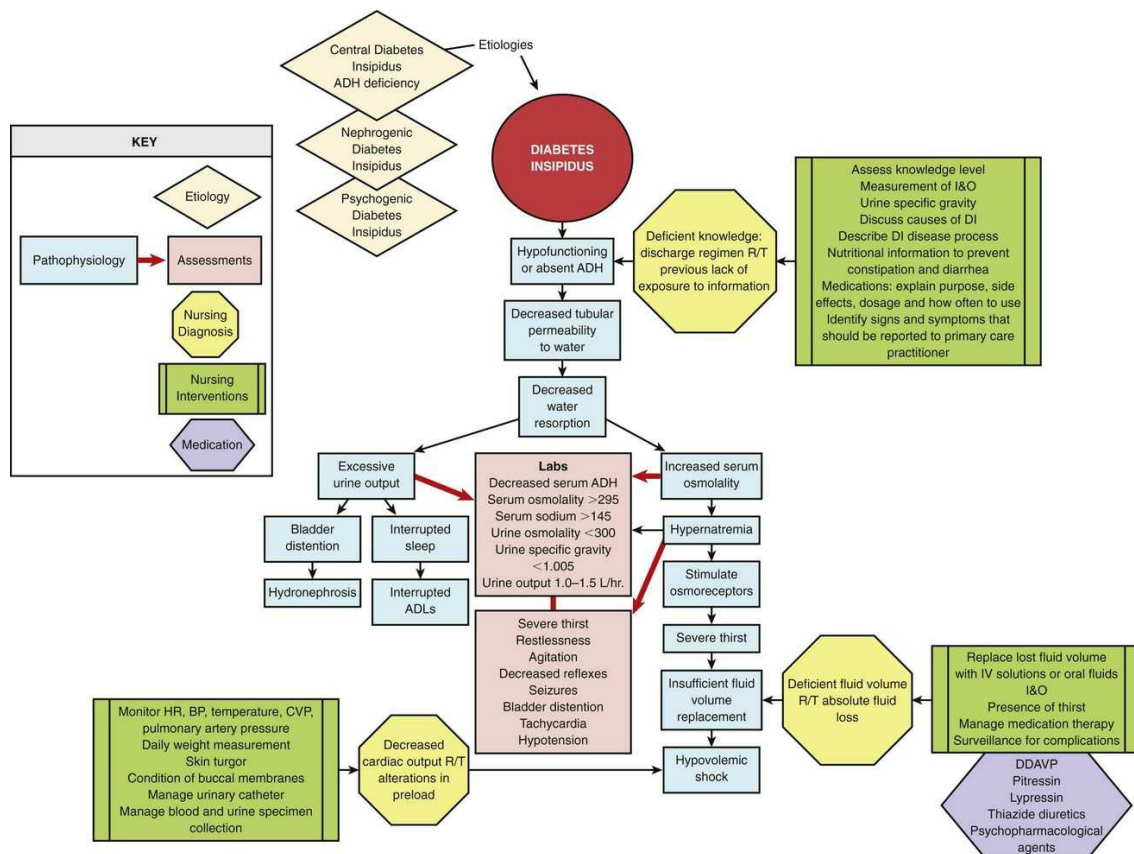 Central Diabetes
Insipidus
ADH deficiency
Etiologies
Nephrogenic
Diabetes
Insipidus
Psychogenic
Diabetes
Insipidus
DIABETES
INSIPIDUS
KEY
Etiology
Pathophysiology
Assessments
Nursing
Diagnosis
Nursing
Interventions
Medication
Hypofunctioning
or absent ADH
Deficient knowledge:
discharge regimen R/T
previous lack of
exposure to information
Assess knowledge level
Measurement of I&O
Urine specific gravity
Discuss causes of DI
Describe DI disease process
Nutritional information to prevent
constipation and diarrhea
Medications: explain purpose, side
effects, dosage and how often to use
Identify signs and symptoms that
should be reported to primary care
practitioner
Decreased tubular
permeability
to water
Decreased
water
resorption
Excessive
urine output
Bladder
distention
Hydronephrosis
Interrupted
sleep
Interrupted
ADLs
Labs
Decreased serum ADH
Serum osmolality >295
Serum sodium >145
Urine osmolality <300
Urine specific gravity
<1.005
Urine output 1.0–1.5 L/hr.
Severe thirst
Restlessness
Agitation
Decreased reflexes
Seizures
Bladder distention
Tachycardia
Hypotension
Increased serum
osmolality
Hypernatremia
Stimulate
osmoreceptors
Severe thirst
Insufficient fluid
volume
replacement
Hypovolemic
shock
Deficient fluid volume
R/T absolute fluid
loss
Replace lost fluid volume
with IV solutions or oral fluids
I&O
Presence of thirst
Manage medication therapy
Surveillance for complications
DDAVP
Pitressin
Lypressin
Thiazide diuretics
Psychopharmacological
agents
Monitor HR, BP, temperature, CVP,
pulmonary artery pressure
Daily weight measurement
Skin turgor
Condition of buccal membranes
Manage urinary catheter
Manage blood and urine specimen
collection
Decreased
cardiac output R/T
alterations in
preload